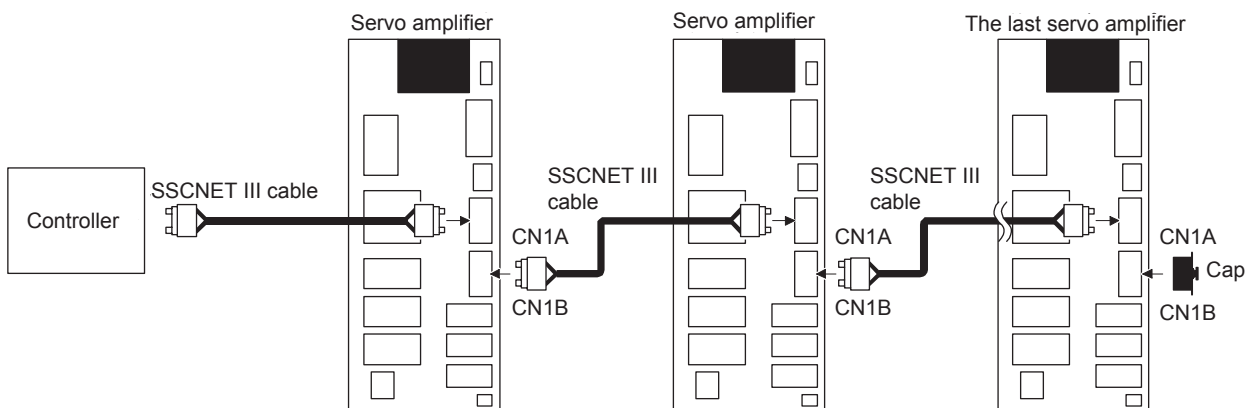 Servo amplifier
Servo amplifier
The last servo amplifier
Controller
SSCNET III cable
SSCNET III
cable
CN1A
CN1B
SSCNET III
cable
CN1A
CN1B
CN1A
Cap
CN1B